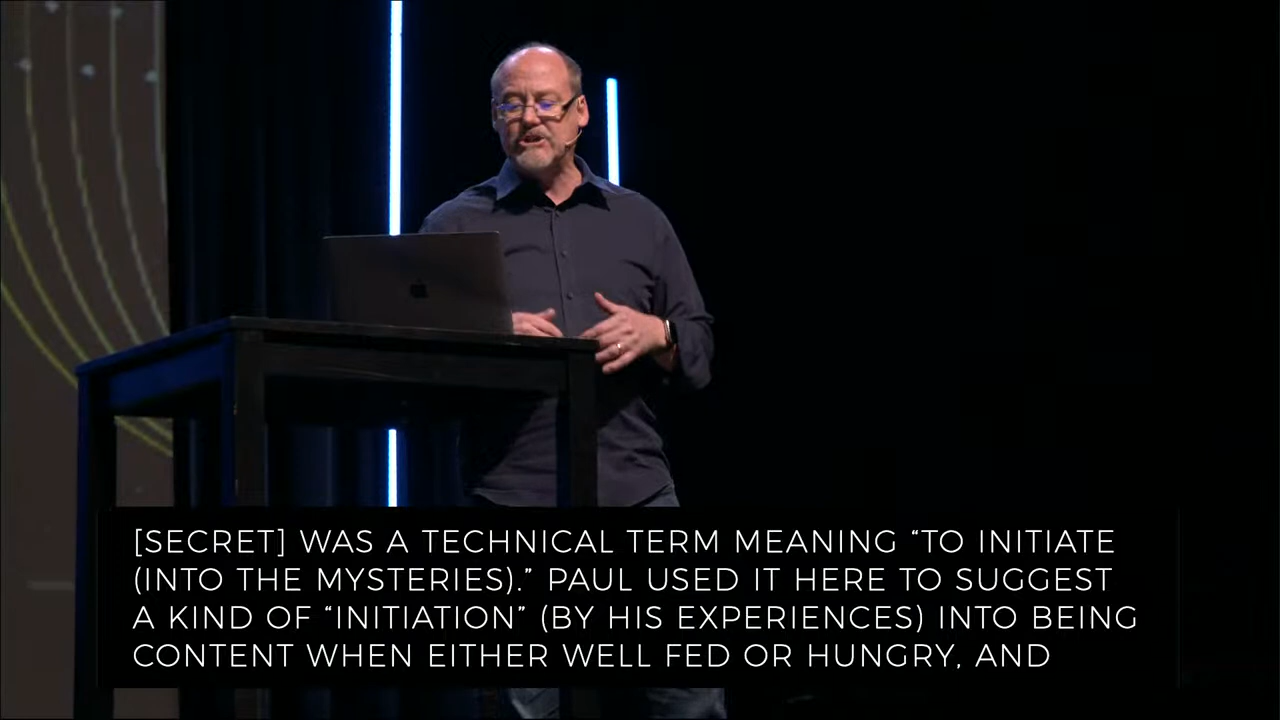 [SECRET] WAS A TECHNICAL TERM MEANING “TO INITIATE
(INTO THE MYSTERIES).” PAUL USED IT HERE TO SUGGEST
A KIND OF “INITIATION” (BY HIS EXPERIENCES) INTO BEING
CONTENT WHEN EITHER WELL FED OR HUNGRY, AND